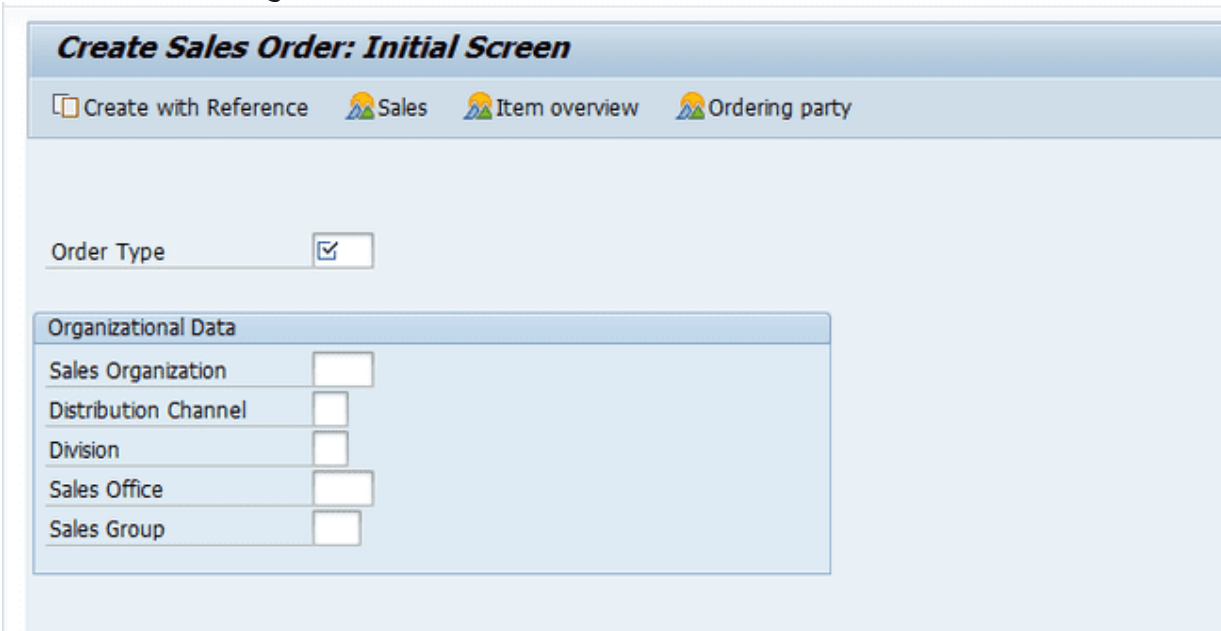 Create Sales Order: Initial Screen
Create with Reference Sales Item overview Ordering party
Order Type
Organizational Data
Sales Organization
Distribution Channel
Division
Sales Office
Sales Group